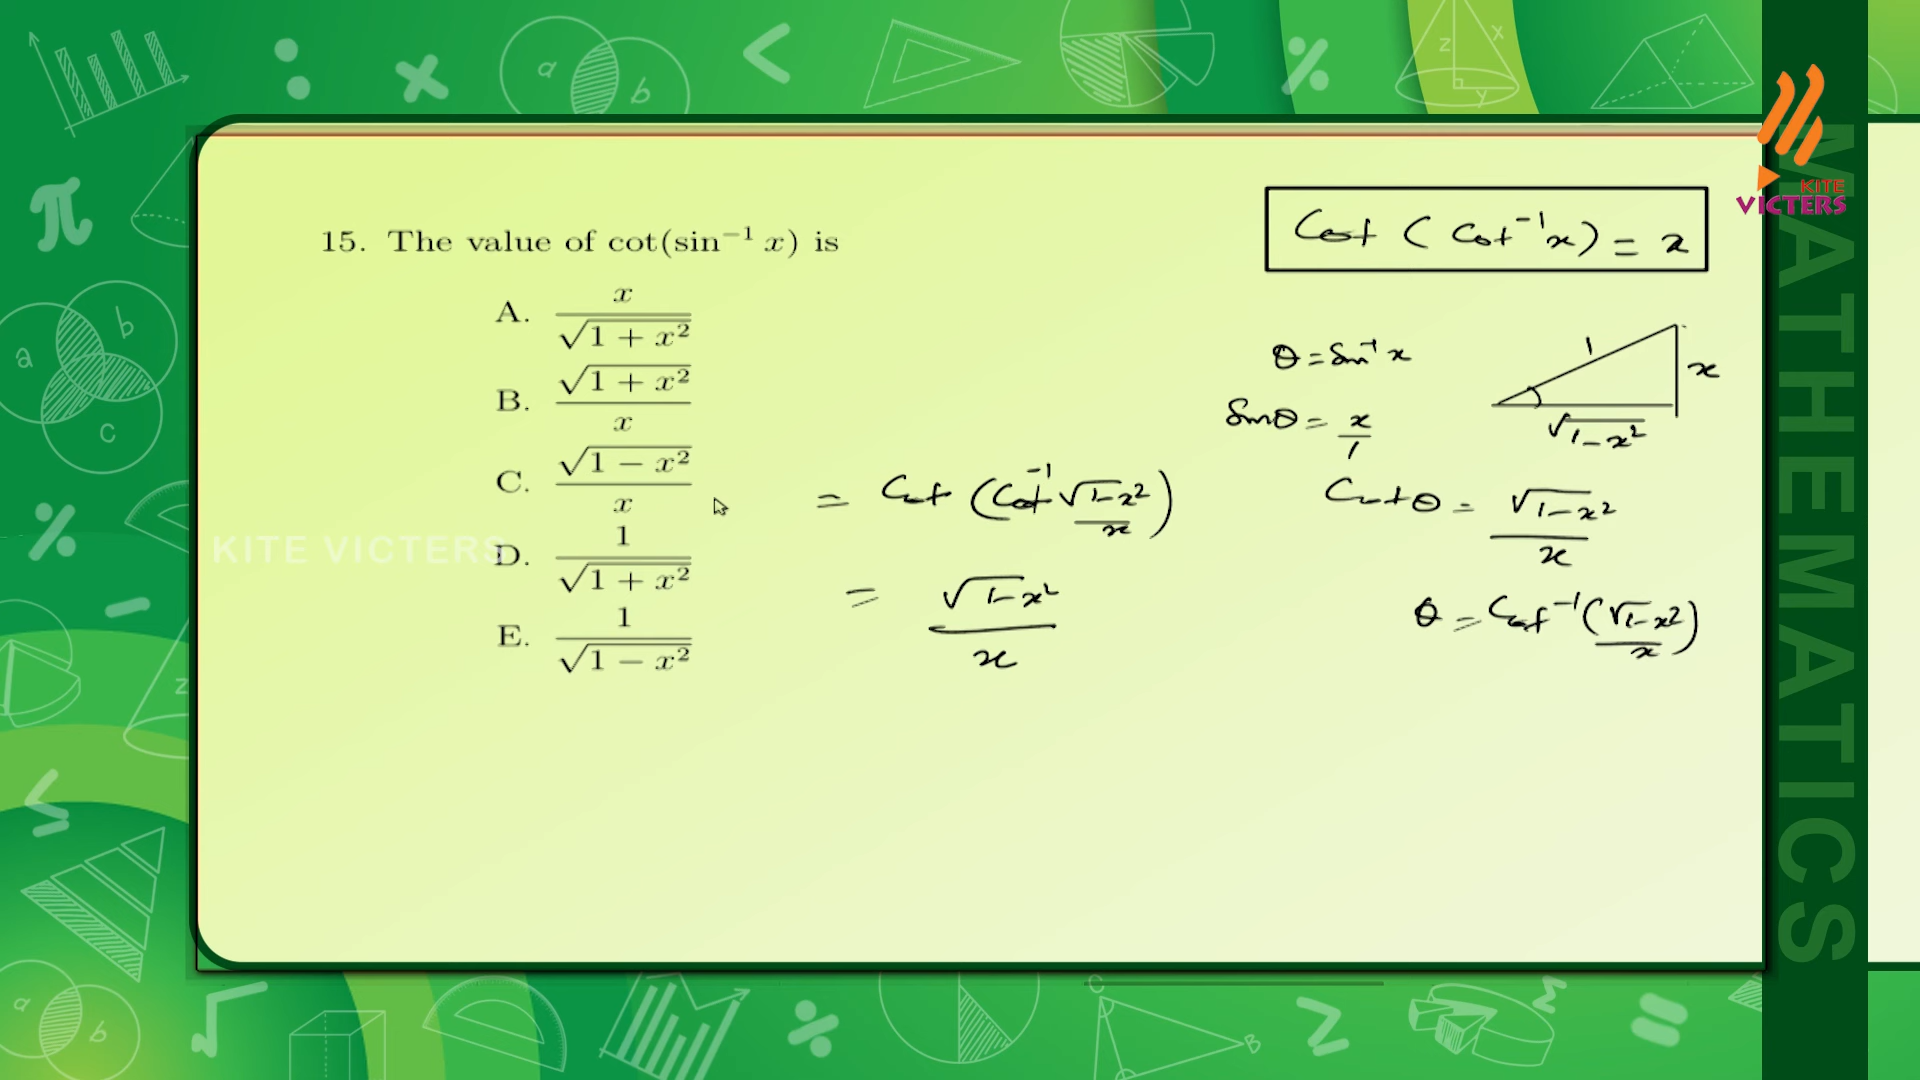 15. The value of cot(sin⁻¹ x) is
A. x/√(1 + x²)
B. √(1 + x²)/x
C. √(1 − x²)/x
D. 1/√(1 + x²)
E. 1/√(1 − x²)
= Cot (Cot⁻¹ √(1-x²)/x)
= √(1-x²)/x
Cot (Cot⁻¹x) = x
θ = Sin⁻¹ x
Sinθ = x/1
1
x
√(1-x²)
Cotθ = √(1-x²)/x
θ = Cot⁻¹(√(1-x²)/x)
KITE VICTERS
KITE
VICTERS
MATHEMATICS
a
b
a
b
c
z
x
y
a
b
C
B
z
π